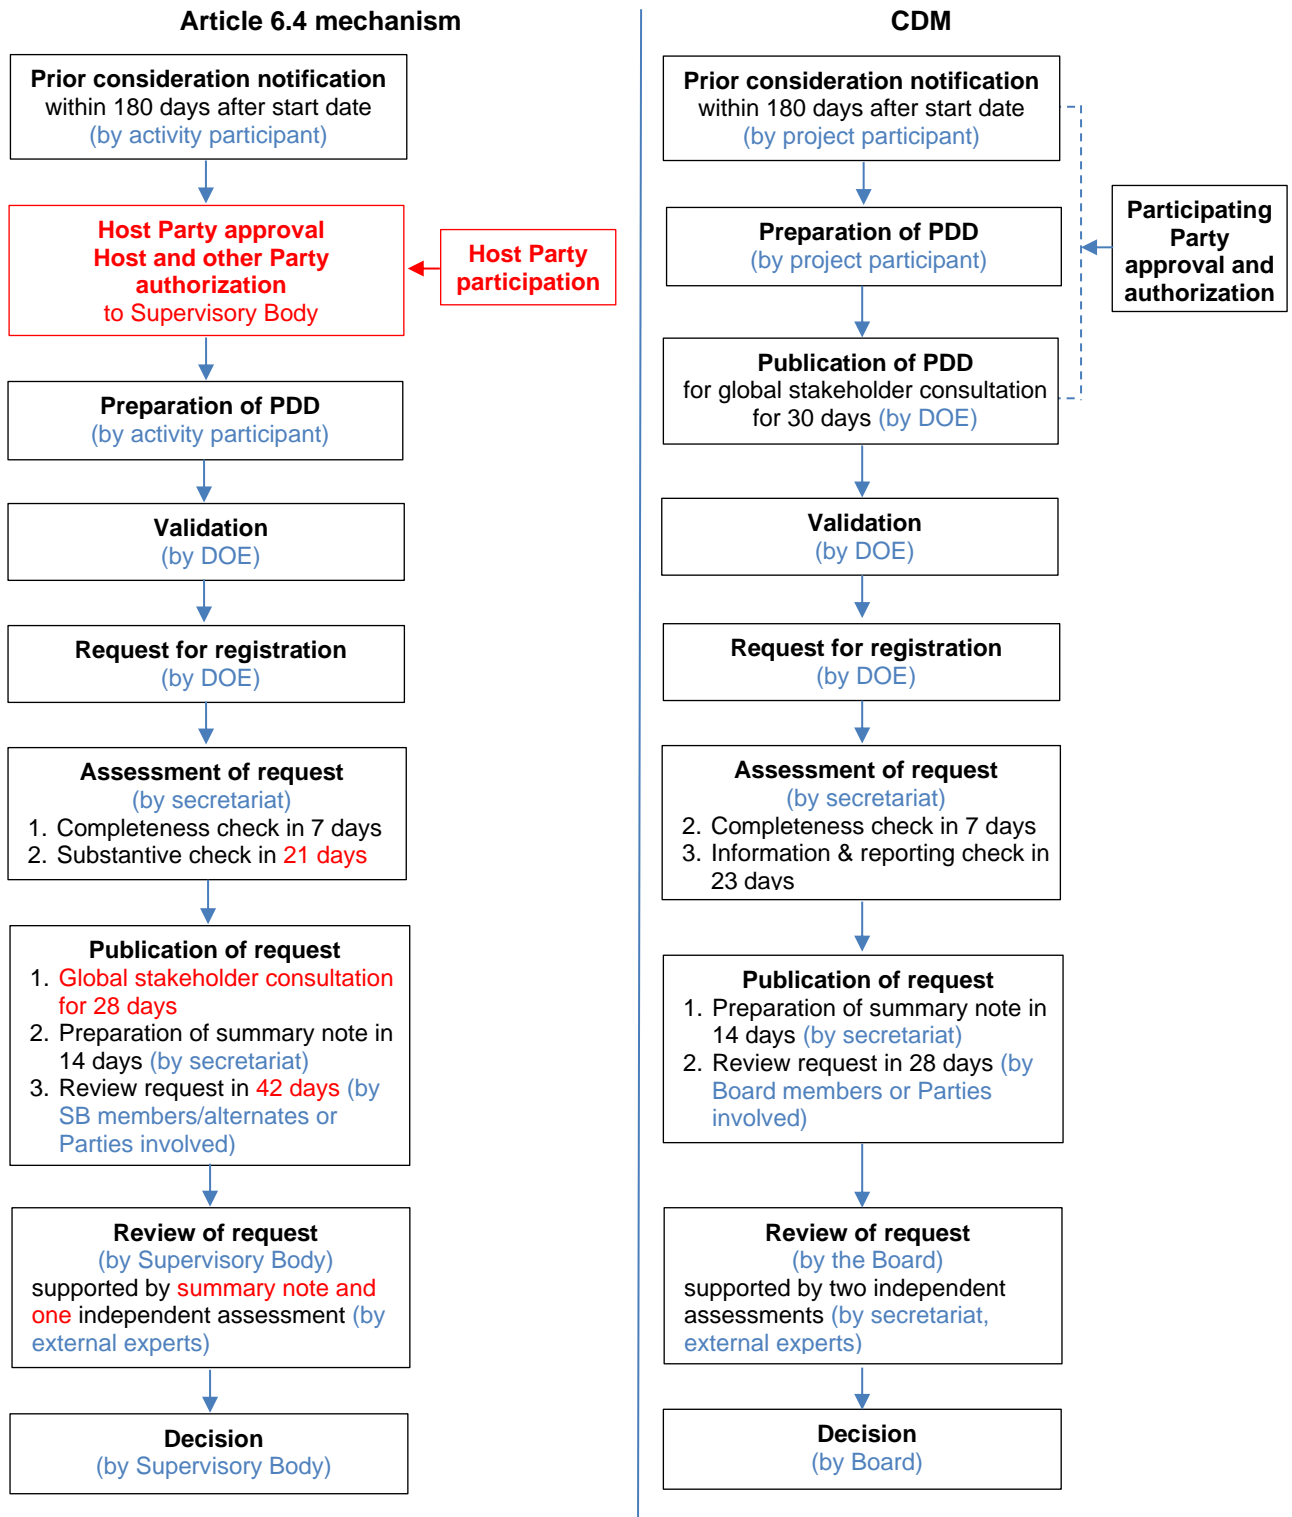 Article 6.4 mechanism
Prior consideration notification
within 180 days after start date
(by activity participant)
Host Party approval
Host and other Party
authorization
to Supervisory Body
Host Party
participation
Preparation of PDD
(by activity participant)
Validation
(by DOE)
Request for registration
(by DOE)
Assessment of request
(by secretariat)
1. Completeness check in 7 days
2. Substantive check in 21 days
Publication of request
1. Global stakeholder consultation
for 28 days
2. Preparation of summary note in
14 days (by secretariat)
3. Review request in 42 days (by
SB members/alternates or
Parties involved)
Review of request
(by Supervisory Body)
supported by summary note and
one independent assessment (by
external experts)
Decision
(by Supervisory Body)
CDM
Prior consideration notification
within 180 days after start date
(by project participant)
Preparation of PDD
(by project participant)
Participating
Party
approval and
authorization
Publication of PDD
for global stakeholder consultation
for 30 days (by DOE)
Validation
(by DOE)
Request for registration
(by DOE)
Assessment of request
(by secretariat)
2. Completeness check in 7 days
3. Information & reporting check in
23 days
Publication of request
1. Preparation of summary note in
14 days (by secretariat)
2. Review request in 28 days (by
Board members or Parties
involved)
Review of request
(by the Board)
supported by two independent
assessments (by secretariat,
external experts)
Decision
(by Board)